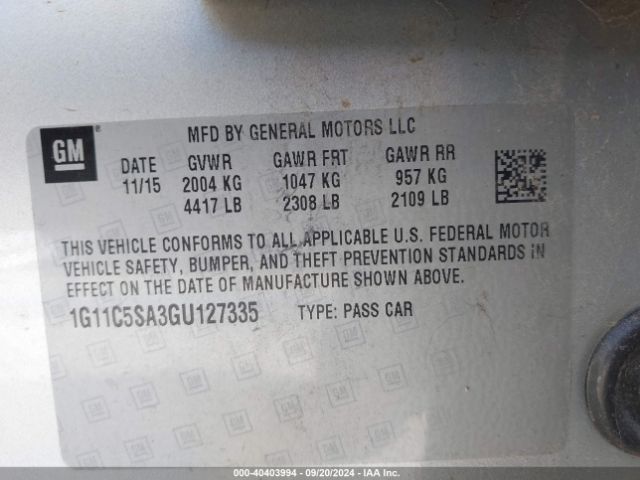 GM
®
MFD BY GENERAL MOTORS LLC
DATE GVWR GAWR FRT GAWR RR
11/15 2004 KG 1047 KG 957 KG
4417 LB 2308 LB 2109 LB
THIS VEHICLE CONFORMS TO ALL APPLICABLE U.S. FEDERAL MOTOR
VEHICLE SAFETY, BUMPER, AND THEFT PREVENTION STANDARDS IN
EFFECT ON THE DATE OF MANUFACTURE SHOWN ABOVE.
1G11C5SA3GU127335 TYPE: PASS CAR
000-40403994 - 09/20/2024 - IAA Inc.